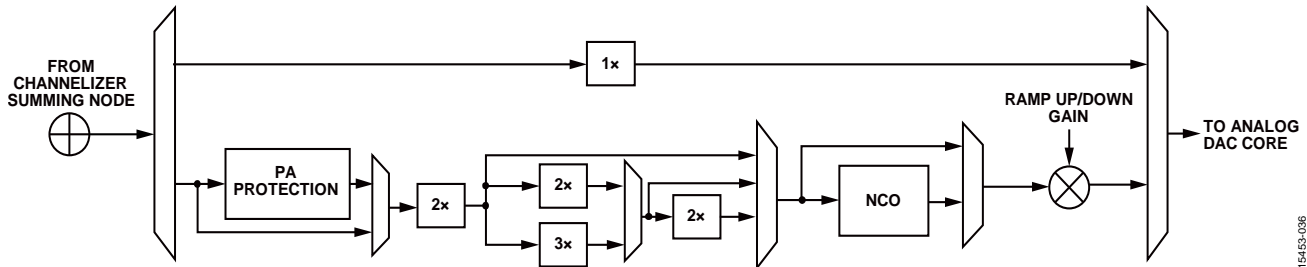 FROM
CHANNELIZER
SUMMING NODE
1×
RAMP UP/DOWN
GAIN
TO ANALOG
DAC CORE
PA
PROTECTION
2×
2×
3×
2×
NCO
15453-036